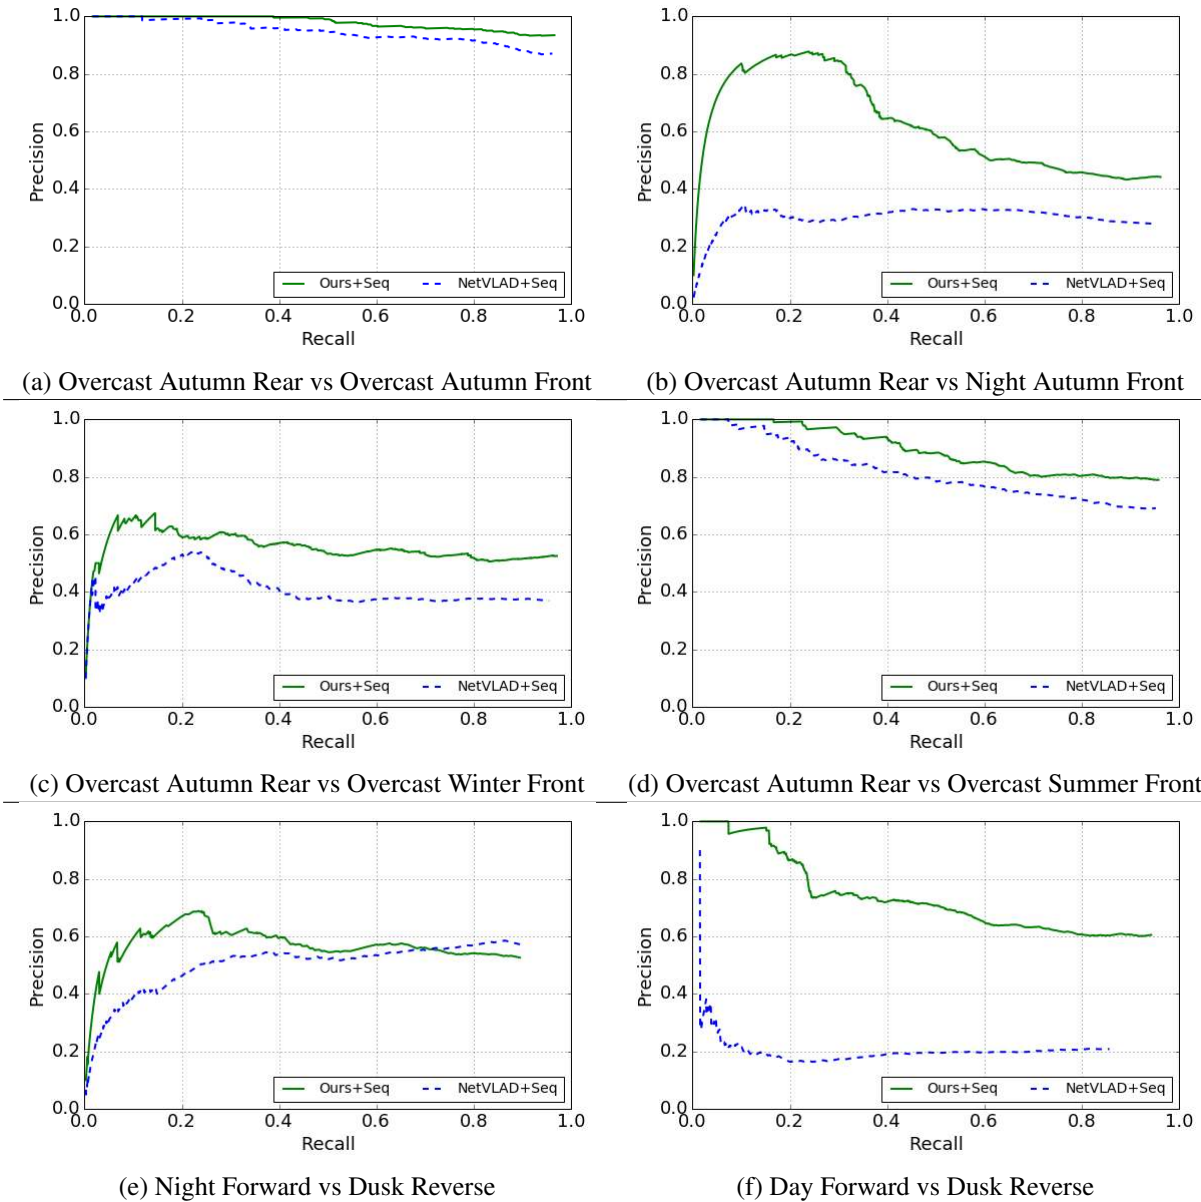 1.0
0.8
0.6
0.4
0.2
0.0
Precision
Ours+Seq NetVLAD+Seq
0.0 0.2 0.4 0.6 0.8 1.0
Recall
(a) Overcast Autumn Rear vs Overcast Autumn Front
1.0
0.8
0.6
0.4
0.2
0.0
Precision
Ours+Seq NetVLAD+Seq
0.0 0.2 0.4 0.6 0.8 1.0
Recall
(b) Overcast Autumn Rear vs Night Autumn Front
1.0
0.8
0.6
0.4
0.2
0.0
Precision
Ours+Seq NetVLAD+Seq
0.0 0.2 0.4 0.6 0.8 1.0
Recall
(c) Overcast Autumn Rear vs Overcast Winter Front
1.0
0.8
0.6
0.4
0.2
0.0
Precision
Ours+Seq NetVLAD+Seq
0.0 0.2 0.4 0.6 0.8 1.0
Recall
(d) Overcast Autumn Rear vs Overcast Summer Front
1.0
0.8
0.6
0.4
0.2
0.0
Precision
Ours+Seq NetVLAD+Seq
0.0 0.2 0.4 0.6 0.8 1.0
Recall
(e) Night Forward vs Dusk Reverse
1.0
0.8
0.6
0.4
0.2
0.0
Precision
Ours+Seq NetVLAD+Seq
0.0 0.2 0.4 0.6 0.8 1.0
Recall
(f) Day Forward vs Dusk Reverse